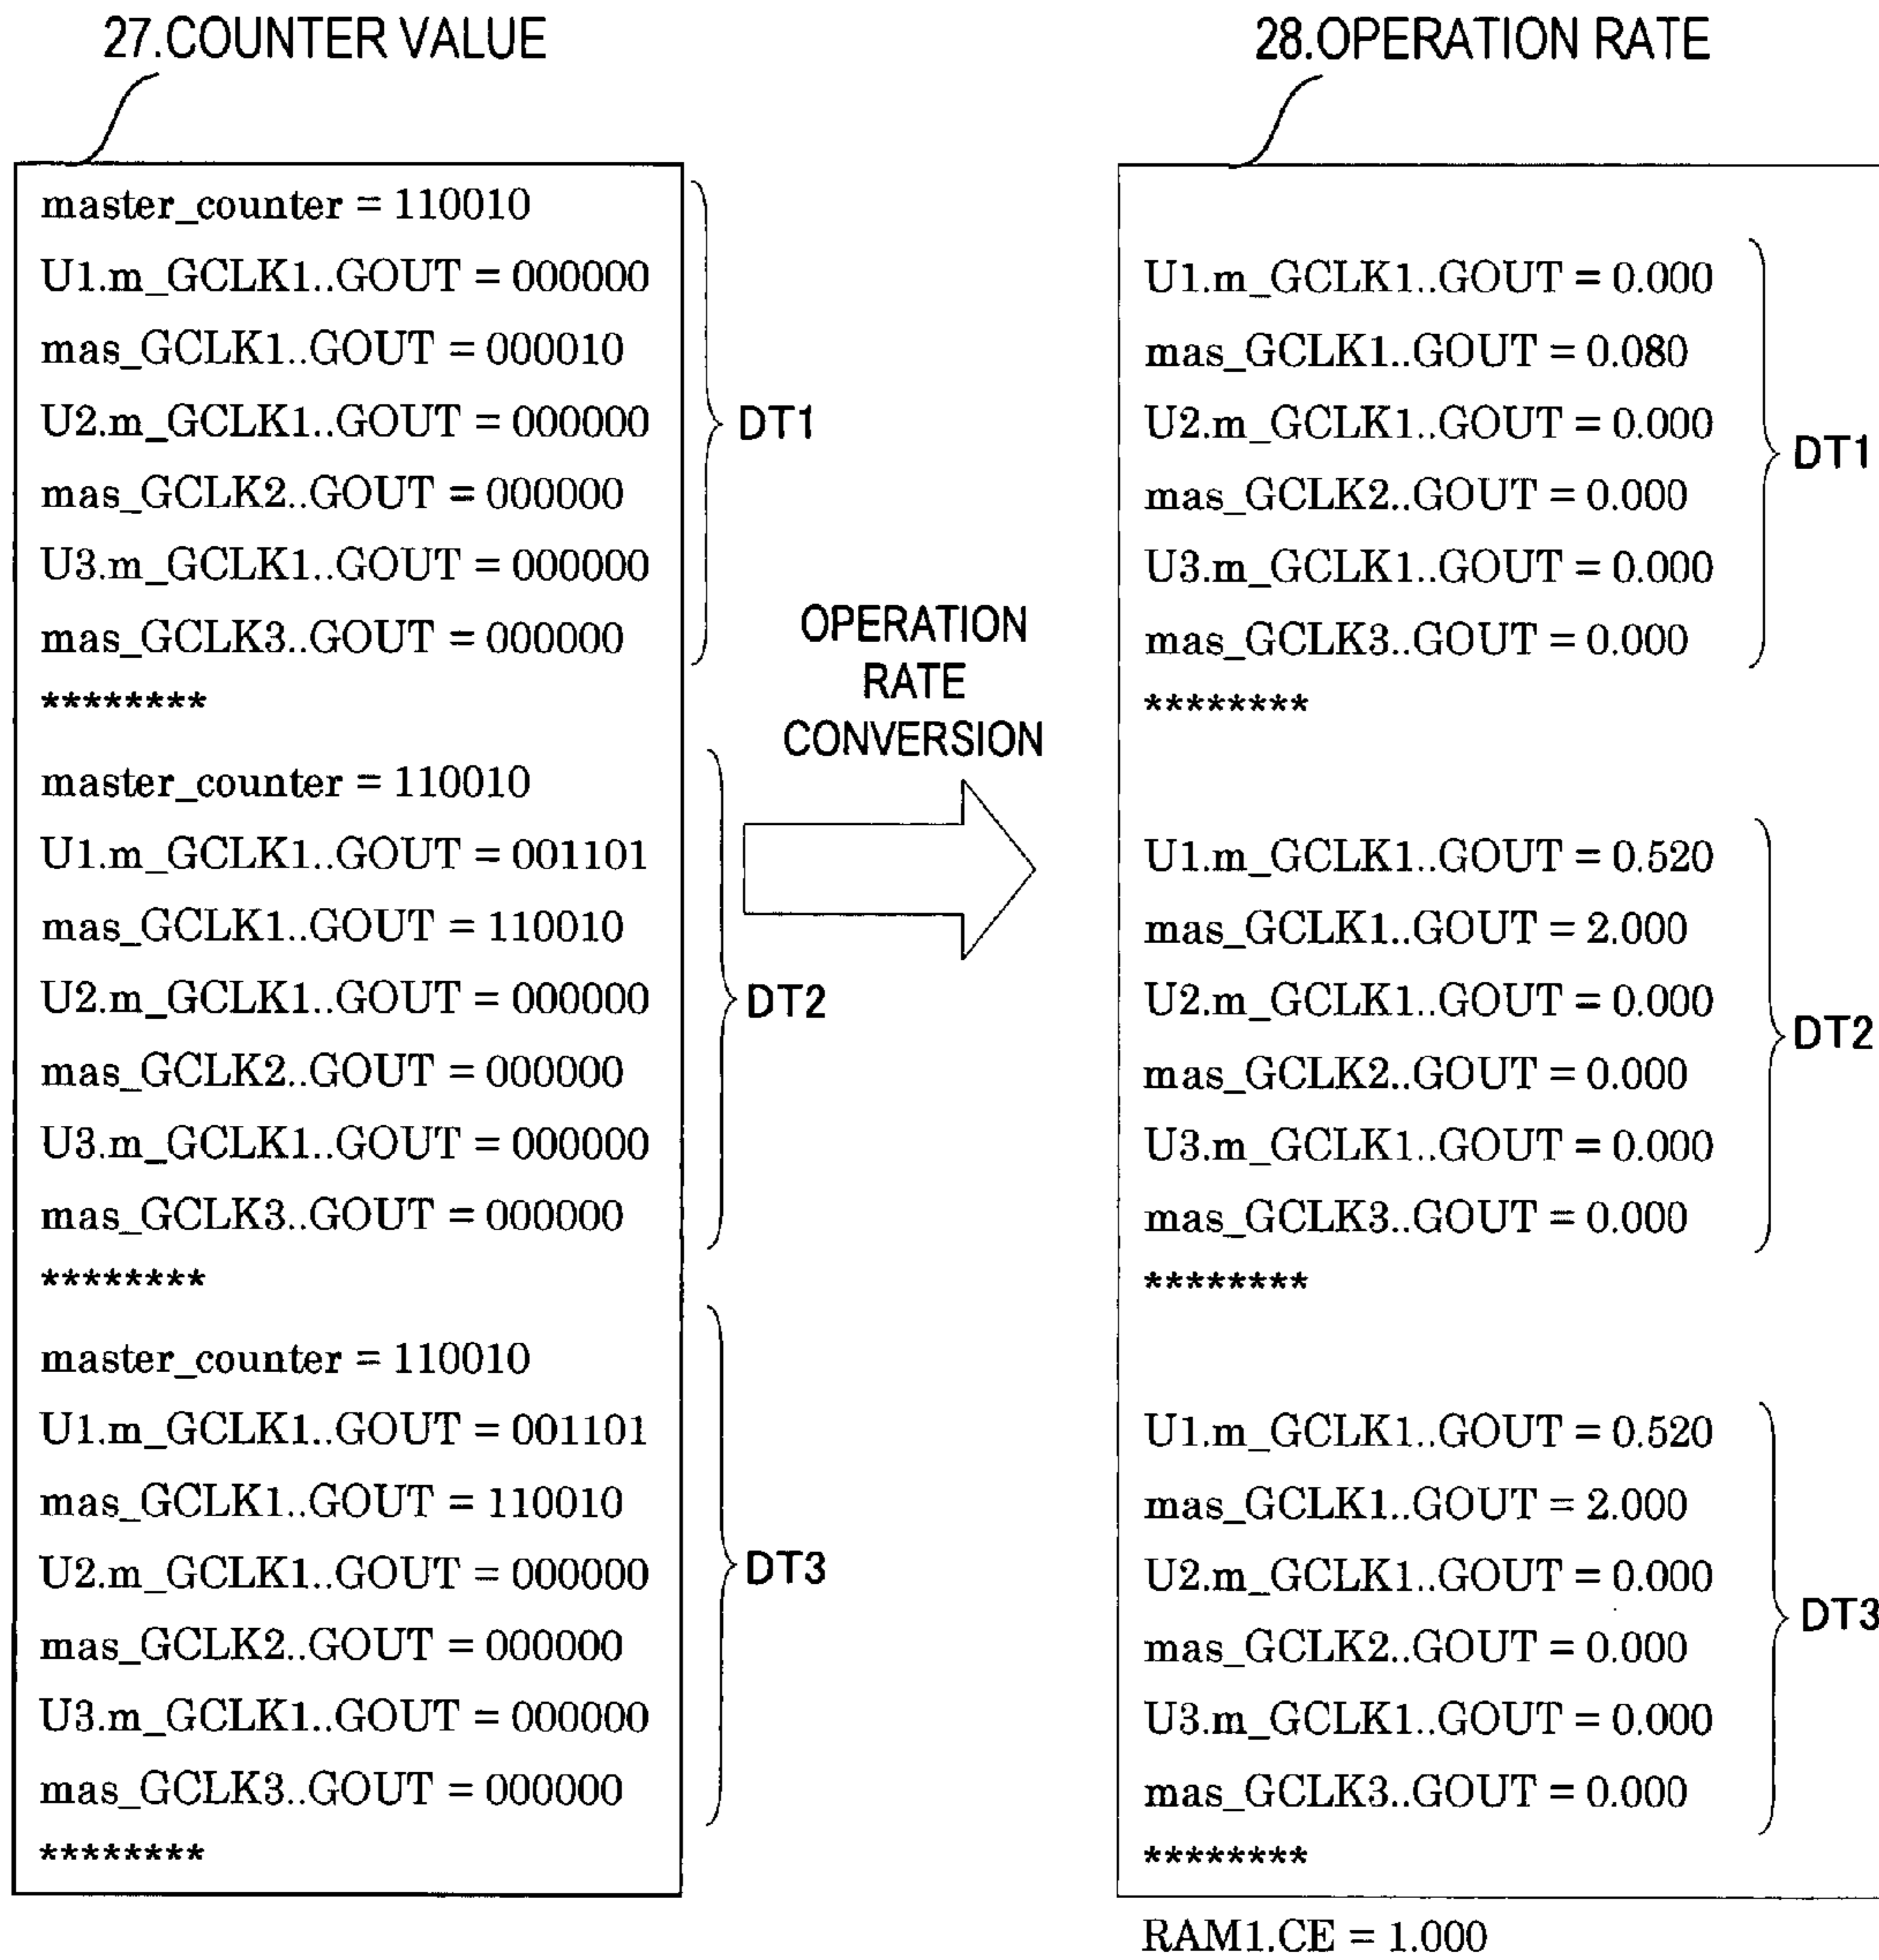 27.COUNTER VALUE
master_counter = 110010
U1.m_GCLK1..GOUT = 000000
mas_GCLK1..GOUT = 000010
U2.m_GCLK1..GOUT = 000000
mas_GCLK2..GOUT = 000000
U3.m_GCLK1..GOUT = 000000
mas_GCLK3..GOUT = 000000
********
DT1
master_counter = 110010
U1.m_GCLK1..GOUT = 001101
mas_GCLK1..GOUT = 110010
U2.m_GCLK1..GOUT = 000000
mas_GCLK2..GOUT = 000000
U3.m_GCLK1..GOUT = 000000
mas_GCLK3..GOUT = 000000
********
DT2
master_counter = 110010
U1.m_GCLK1..GOUT = 001101
mas_GCLK1..GOUT = 110010
U2.m_GCLK1..GOUT = 000000
mas_GCLK2..GOUT = 000000
U3.m_GCLK1..GOUT = 000000
mas_GCLK3..GOUT = 000000
********
DT3
OPERATION
RATE
CONVERSION
28.OPERATION RATE
U1.m_GCLK1..GOUT = 0.000
mas_GCLK1..GOUT = 0.080
U2.m_GCLK1..GOUT = 0.000
mas_GCLK2..GOUT = 0.000
U3.m_GCLK1..GOUT = 0.000
mas_GCLK3..GOUT = 0.000
********
DT1
U1.m_GCLK1..GOUT = 0.520
mas_GCLK1..GOUT = 2.000
U2.m_GCLK1..GOUT = 0.000
mas_GCLK2..GOUT = 0.000
U3.m_GCLK1..GOUT = 0.000
mas_GCLK3..GOUT = 0.000
********
DT2
U1.m_GCLK1..GOUT = 0.520
mas_GCLK1..GOUT = 2.000
U2.m_GCLK1..GOUT = 0.000
mas_GCLK2..GOUT = 0.000
U3.m_GCLK1..GOUT = 0.000
mas_GCLK3..GOUT = 0.000
********
DT3
RAM1.CE = 1.000